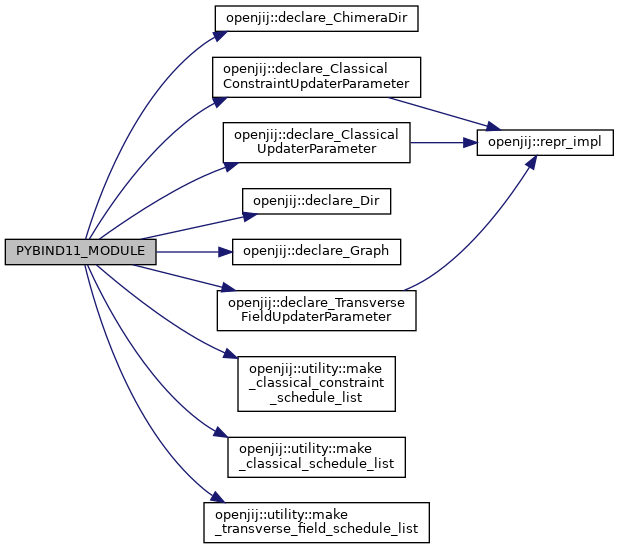 openjij::declare_ChimeraDir
openjij::declare_Classical
ConstraintUpdaterParameter
openjij::declare_Classical
UpdaterParameter
openjij::repr_impl
openjij::declare_Dir
PYBIND11_MODULE
openjij::declare_Graph
openjij::declare_Transverse
FieldUpdaterParameter
openjij::utility::make
_classical_constraint
_schedule_list
openjij::utility::make
_classical_schedule_list
openjij::utility::make
_transverse_field_schedule_list